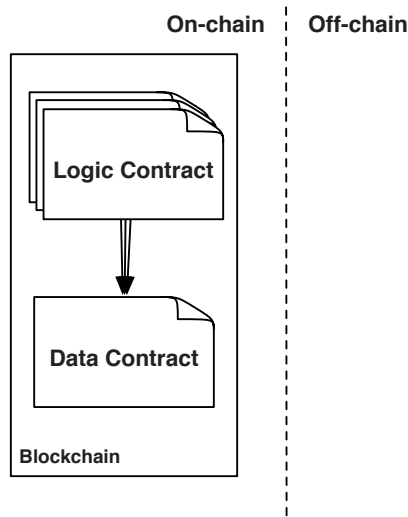 On-chain
Off-chain
Logic Contract
Data Contract
Blockchain